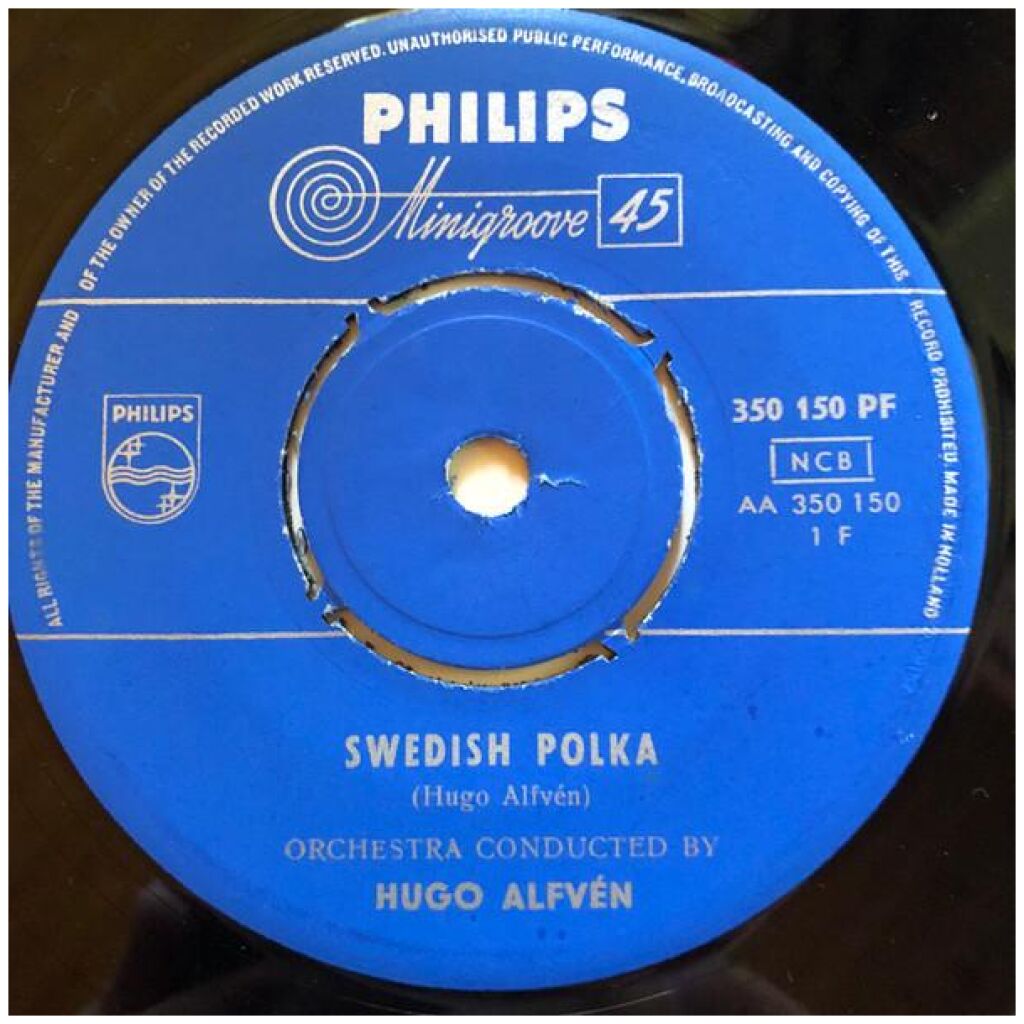 ALL RIGHTS OF THE MANUFACTURER AND OF THE OWNER OF THE RECORDED WORK RESERVED. UNAUTHORISED PUBLIC PERFORMANCE, BROADCASTING AND COPYING OF THIS RECORD PROHIBITED. MADE IN HOLLAND
PHILIPS
Minigroove 45
PHILIPS
350 150 PF
NCB
AA 350 150
1 F
SWEDISH POLKA
(Hugo Alfvén)
ORCHESTRA CONDUCTED BY
HUGO ALFVÉN